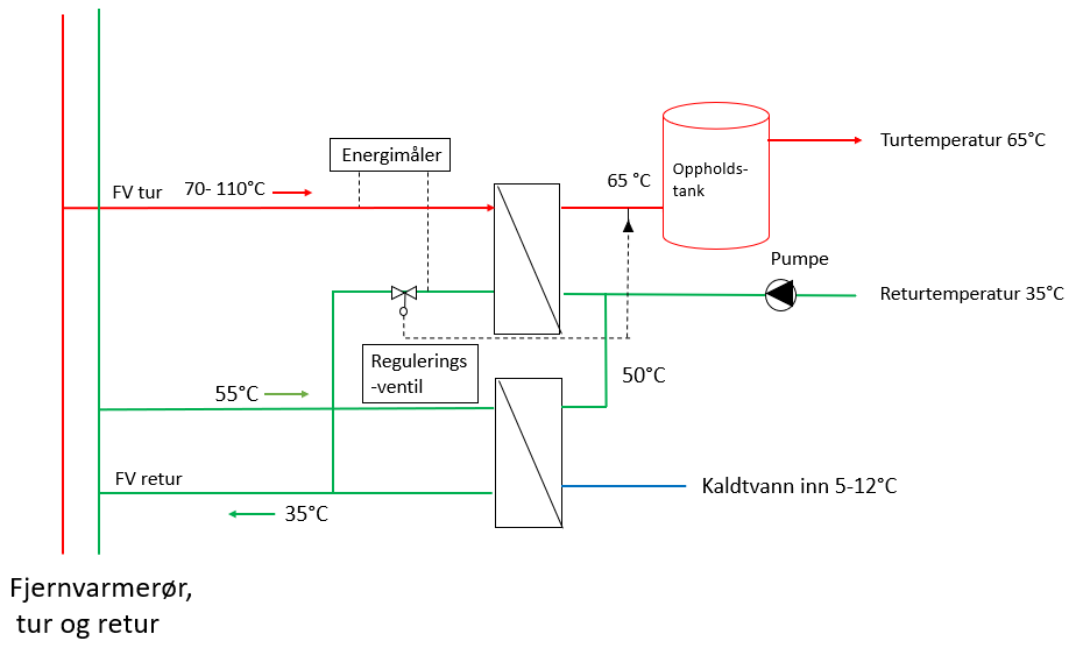 Energimåler
Turtemperatur 65°C
FV tur
70- 110°C
65 °C
Oppholds-
tank
Pumpe
Returtemperatur 35°C
Regulerings
-ventil
50°C
55°C
FV retur
Kaldtvann inn 5-12°C
35°C
Fjernvarmerør,
tur og retur